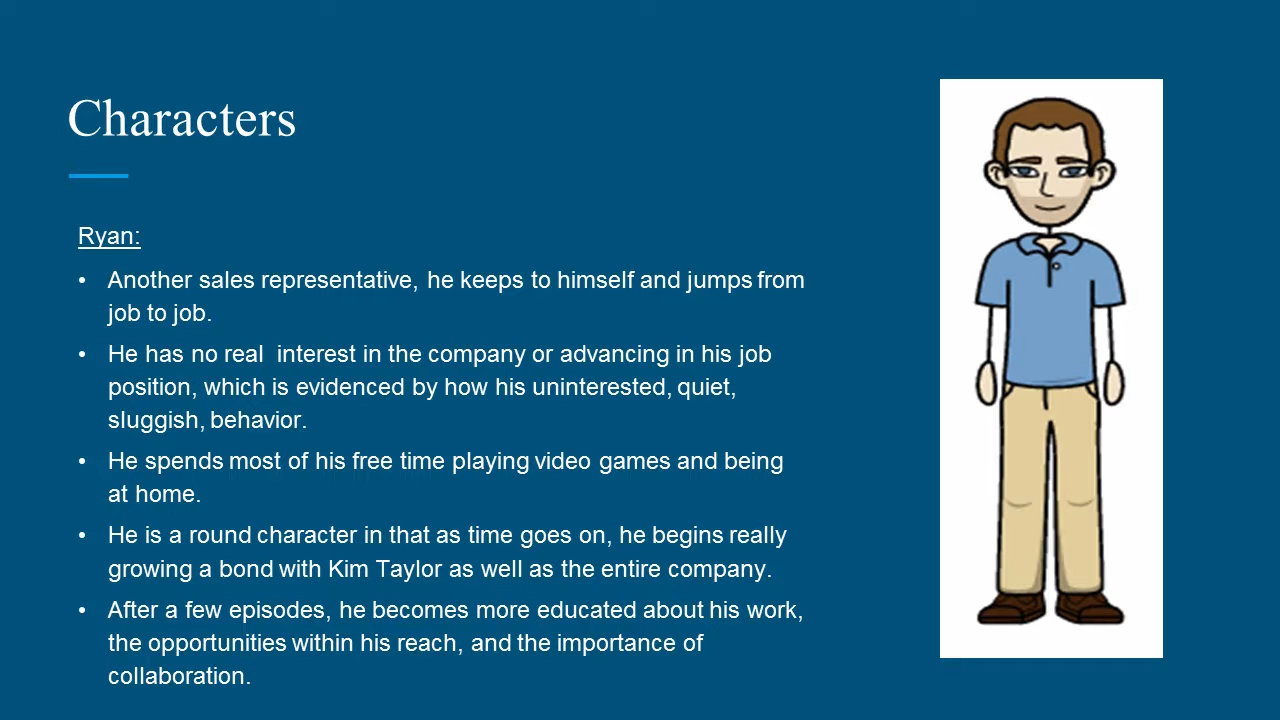 Characters
Ryan:
• Another sales representative, he keeps to himself and jumps from
job to job.
• He has no real  interest in the company or advancing in his job
position, which is evidenced by how his uninterested, quiet,
sluggish, behavior.
• He spends most of his free time playing video games and being
at home.
• He is a round character in that as time goes on, he begins really
growing a bond with Kim Taylor as well as the entire company.
• After a few episodes, he becomes more educated about his work,
the opportunities within his reach, and the importance of
collaboration.